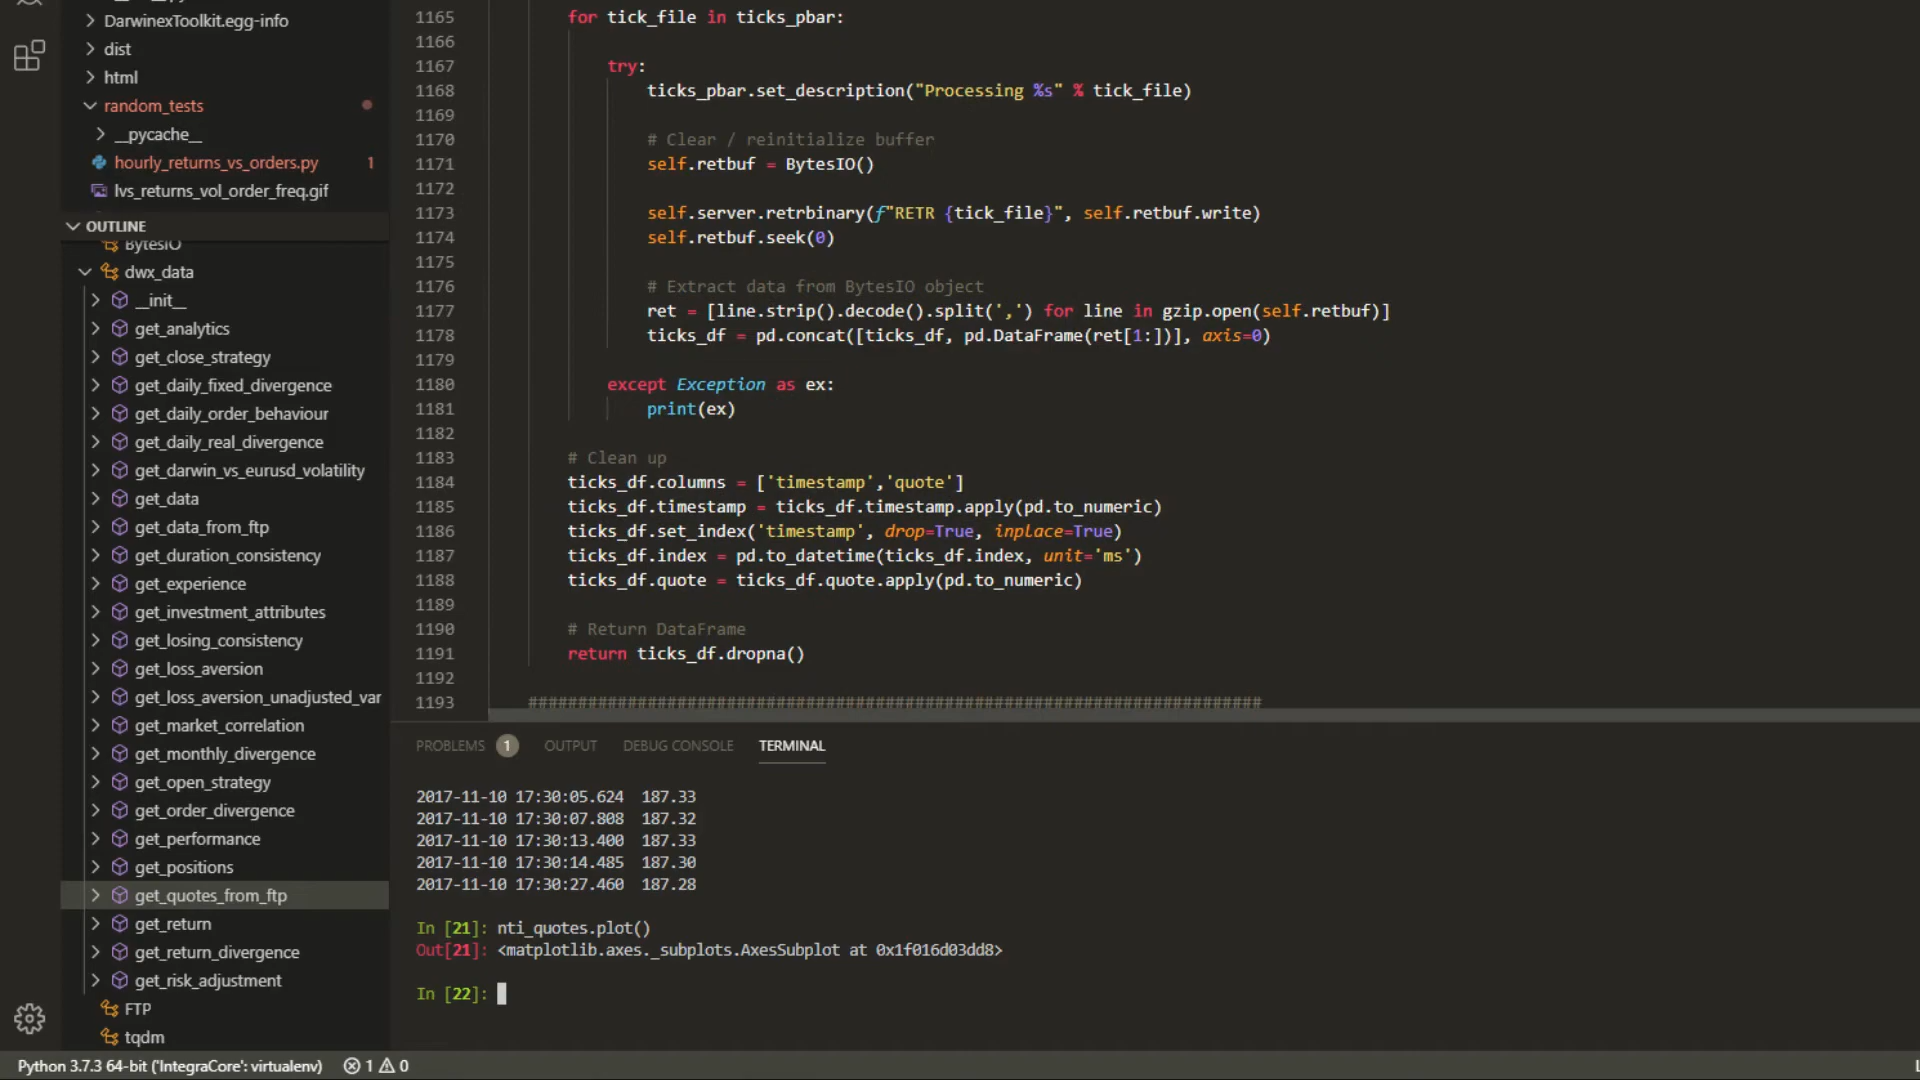 DarwinexToolkit.egg-info
dist
html
random_tests
__pycache__
hourly_returns_vs_orders.py 1
lvs_returns_vol_order_freq.gif
OUTLINE
BytesIO
dwx_data
__init__
get_analytics
get_close_strategy
get_daily_fixed_divergence
get_daily_order_behaviour
get_daily_real_divergence
get_darwin_vs_eurusd_volatility
get_data
get_data_from_ftp
get_duration_consistency
get_experience
get_investment_attributes
get_losing_consistency
get_loss_aversion
get_loss_aversion_unadjusted_var
get_market_correlation
get_monthly_divergence
get_open_strategy
get_order_divergence
get_performance
get_positions
get_quotes_from_ftp
get_return
get_return_divergence
get_risk_adjustment
FTP
tqdm
1165 for tick_file in ticks_pbar:
1166
1167 try:
1168 ticks_pbar.set_description("Processing %s" % tick_file)
1169
1170 # Clear / reinitialize buffer
1171 self.retbuf = BytesIO()
1172
1173 self.server.retrbinary(f"RETR {tick_file}", self.retbuf.write)
1174 self.retbuf.seek(0)
1175
1176 # Extract data from BytesIO object
1177 ret = [line.strip().decode().split(',') for line in gzip.open(self.retbuf)]
1178 ticks_df = pd.concat([ticks_df, pd.DataFrame(ret[1:])], axis=0)
1179
1180 except Exception as ex:
1181 print(ex)
1182
1183 # Clean up
1184 ticks_df.columns = ['timestamp','quote']
1185 ticks_df.timestamp = ticks_df.timestamp.apply(pd.to_numeric)
1186 ticks_df.set_index('timestamp', drop=True, inplace=True)
1187 ticks_df.index = pd.to_datetime(ticks_df.index, unit='ms')
1188 ticks_df.quote = ticks_df.quote.apply(pd.to_numeric)
1189
1190 # Return DataFrame
1191 return ticks_df.dropna()
1192
1193 ##########################################################################
PROBLEMS 1 OUTPUT DEBUG CONSOLE TERMINAL
2017-11-10 17:30:05.624 187.33
2017-11-10 17:30:07.808 187.32
2017-11-10 17:30:13.400 187.33
2017-11-10 17:30:14.485 187.30
2017-11-10 17:30:27.460 187.28
In [21]: nti_quotes.plot()
Out[21]: <matplotlib.axes._subplots.AxesSubplot at 0x1f016d03dd8>
In [22]:
Python 3.7.3 64-bit ('IntegraCore': virtualenv) 1 0